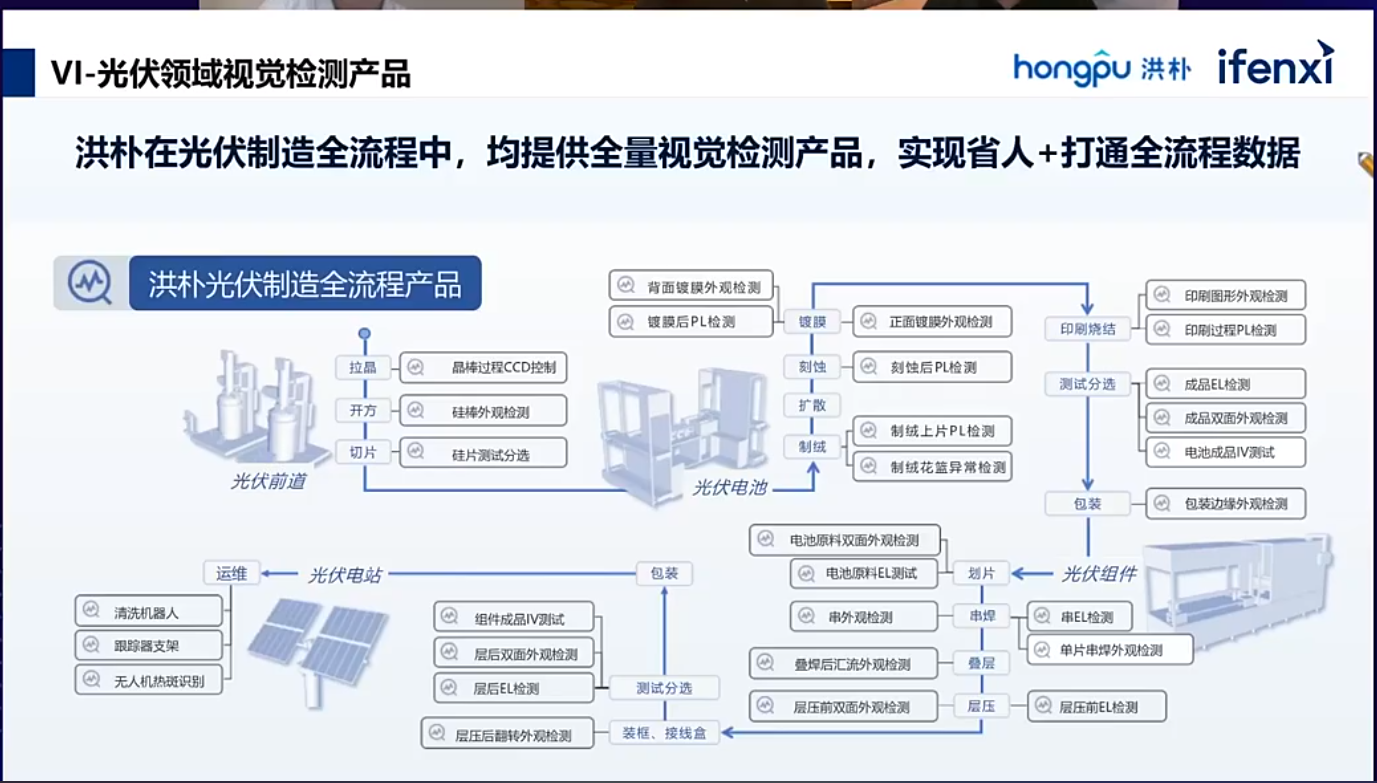 VI-光伏领域视觉检测产品
hongpu 洪朴
ifenxi
洪朴在光伏制造全流程中，均提供全量视觉检测产品，实现省人+打通全流程数据
洪朴光伏制造全流程产品
拉晶
晶棒过程CCD控制
开方
硅棒外观检测
切片
硅片测试分选
光伏前道
背面镀膜外观检测
镀膜后PL检测
镀膜
正面镀膜外观检测
刻蚀
刻蚀后PL检测
扩散
制绒
制绒上片PL检测
制绒花篮异常检测
光伏电池
印刷烧结
印刷图形外观检测
印刷过程PL检测
测试分选
成品EL检测
成品双面外观检测
电池成品IV测试
包装
包装边缘外观检测
光伏组件
电池原料双面外观检测
电池原料EL测试
划片
串外观检测
串焊
串EL检测
单片串焊外观检测
叠焊后汇流外观检测
叠层
层压前双面外观检测
层压
层压前EL检测
包装
组件成品IV测试
层后双面外观检测
层后EL检测
测试分选
层压后翻转外观检测
装框、接线盒
光伏电站
运维
清洗机器人
跟踪器支架
无人机热斑识别